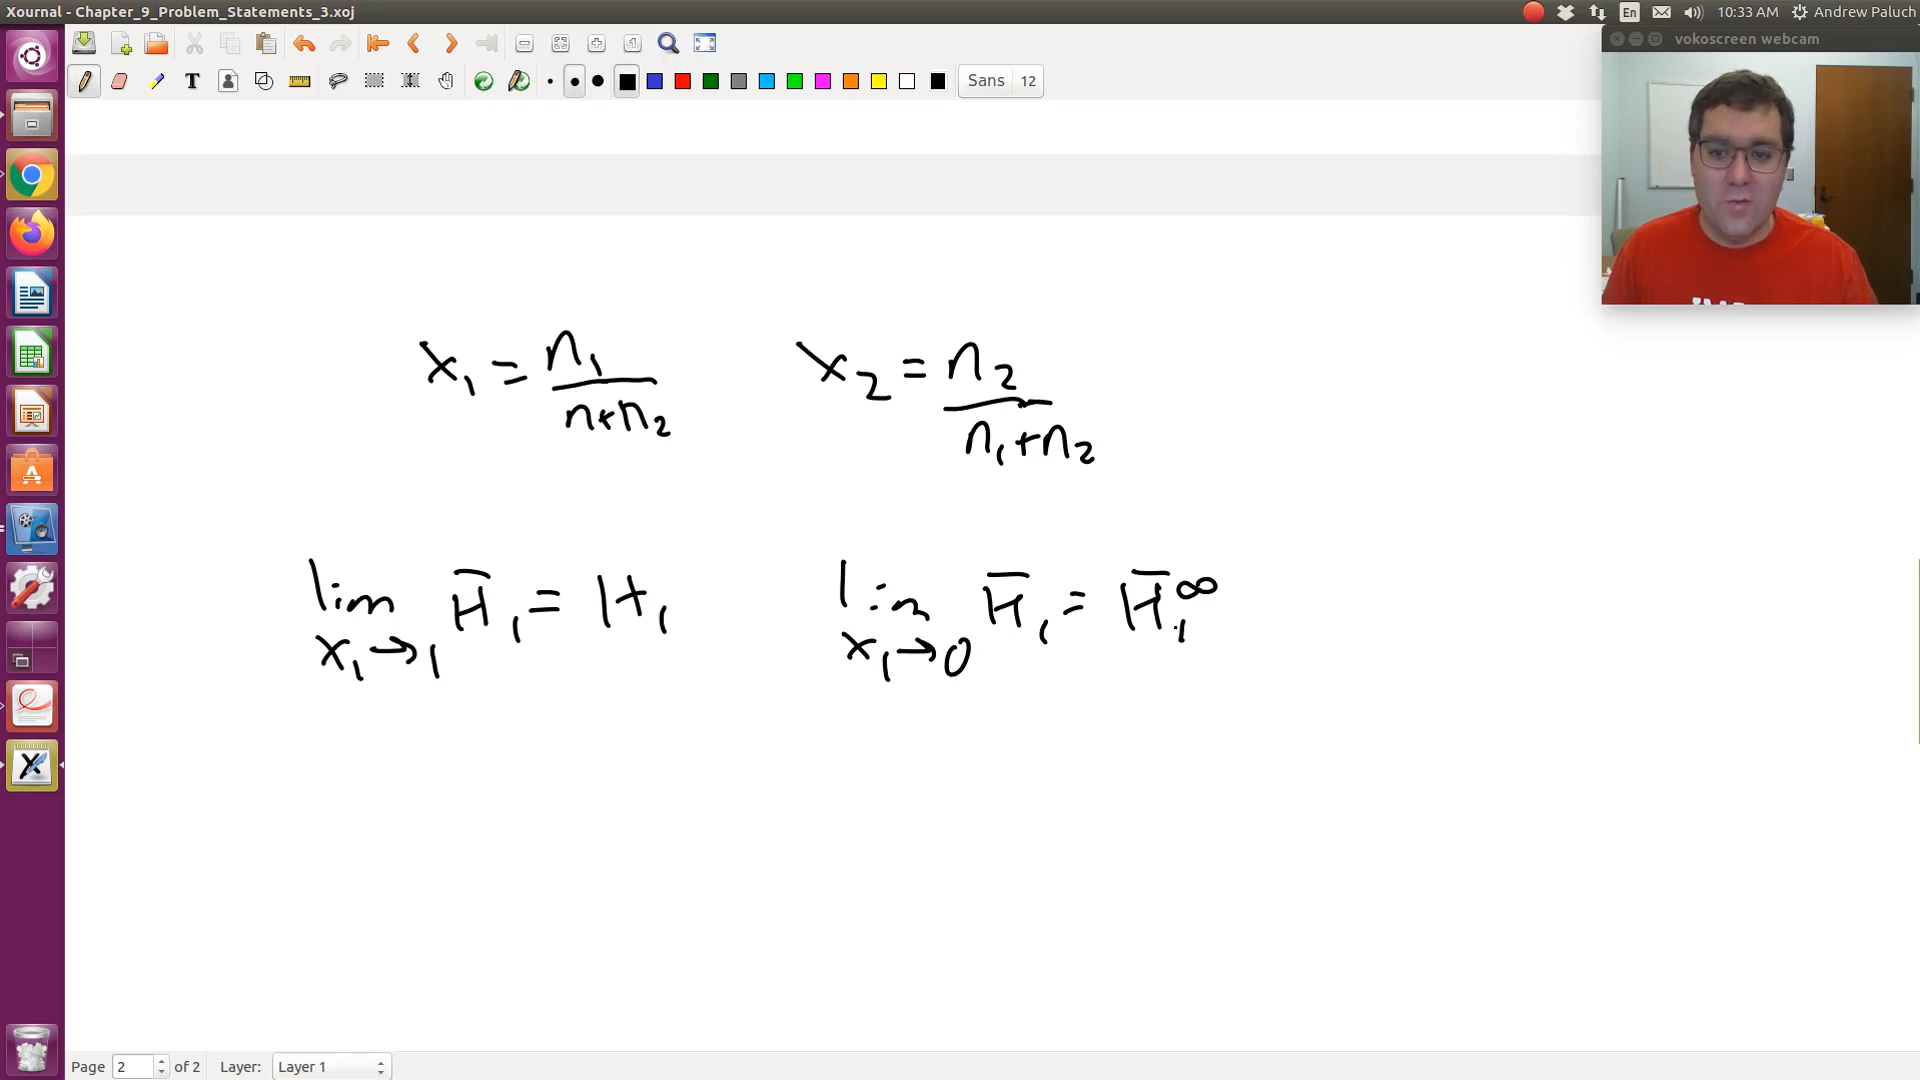 Xournal - Chapter_9_Problem_Statements_3.xoj
En 10:33 AM Andrew Paluch
vokoscreen webcam
Sans 12
x₁ = n₁ / n+n₂
x₂ = n₂ / n₁+n₂
lim x₁→1 H̄₁ = H₁
lim x₁→0 H̄₁ = H̄₁^∞
Page 2 of 2 Layer: Layer 1